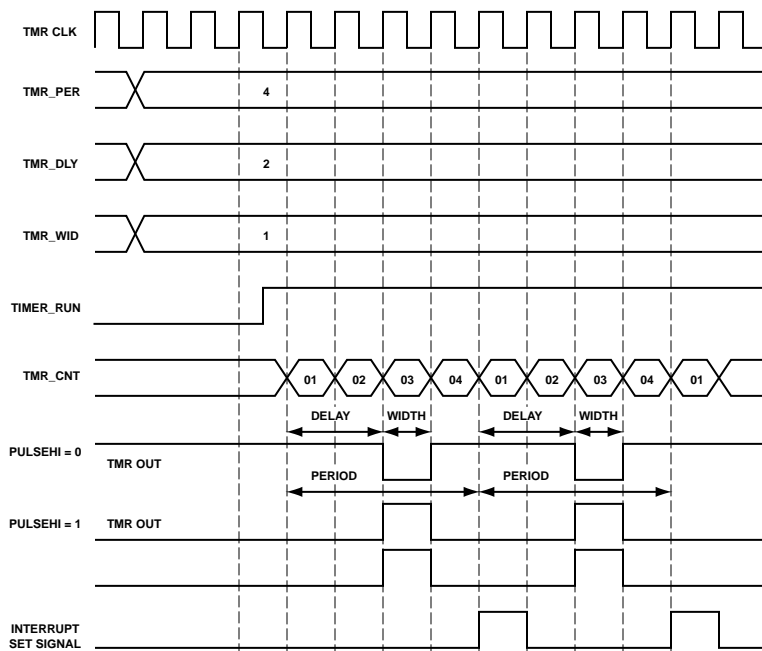 TMR CLK
TMR_PER
4
TMR_DLY
2
TMR_WID
1
TIMER_RUN
TMR_CNT
01 02 03 04 01 02 03 04 01
DELAY WIDTH DELAY WIDTH
PULSEHI = 0
TMR OUT
PERIOD PERIOD
PULSEHI = 1 TMR OUT
INTERRUPT
SET SIGNAL